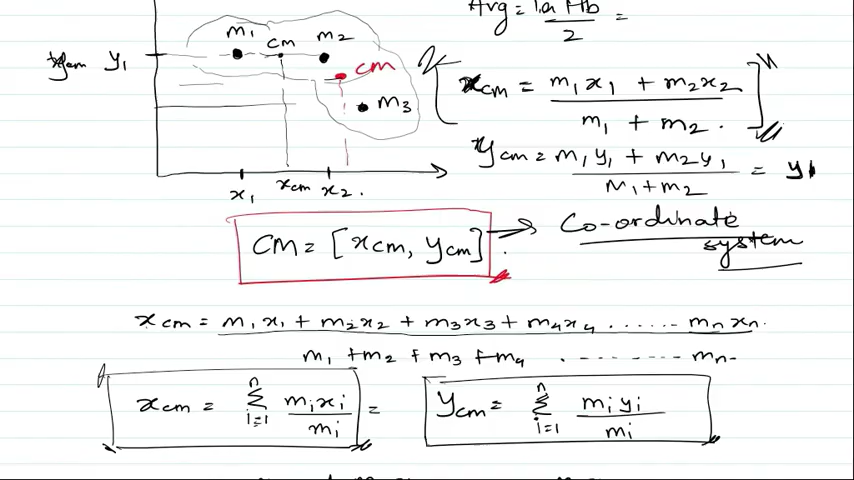 Avg = 1a + 1b / 2 =
m1 cm m2
ycm y1
cm
m3
x1 xcm x2.
[ xcm = m1x1 + m2x2 / m1 + m2. ]
ycm = m1y1 + m2y1 / m1+m2 = y1
CM = [xcm, ycm] → Co-ordinate
system
xcm = m1x1 + m2x2 + m3x3 + m4x4 ...... mnxn.
m1 + m2 + m3 + m4 .......... mn
xcm = n Σ i=1 mixi / mi =
ycm = n Σ i=1 miyi / mi